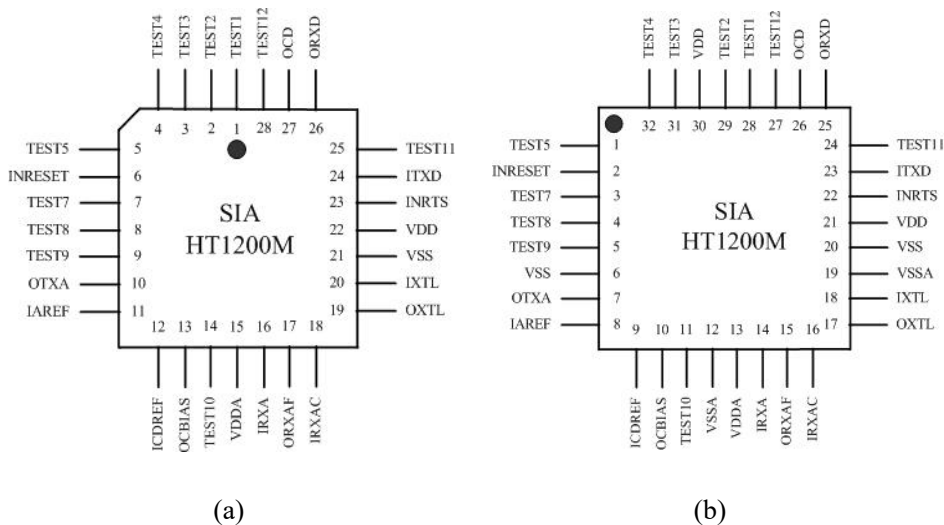 TEST4 TEST3 TEST2 TEST1 TEST12 OCD ORXD
4 3 2 1 28 27 26
TEST5 5 25 TEST11
INRESET 6 24 ITXD
TEST7 7 23 INRTS
TEST8 8 SIA 22 VDD
TEST9 9 HT1200M 21 VSS
OTXA 10 20 IXTL
IAREF 11 19 OXTL
12 13 14 15 16 17 18
ICDREF OCBIAS TEST10 VDDA IRXA ORXAF IRXAC
(a)
TEST4 TEST3 VDD TEST2 TEST1 TEST12 OCD ORXD
32 31 30 29 28 27 26 25
TEST5 1 24 TEST11
INRESET 2 23 ITXD
TEST7 3 22 INRTS
TEST8 4 SIA 21 VDD
TEST9 5 HT1200M 20 VSS
VSS 6 19 VSSA
OTXA 7 18 IXTL
IAREF 8 17 OXTL
9 10 11 12 13 14 15 16
ICDREF OCBIAS TEST10 VSSA VDDA IRXA ORXAF IRXAC
(b)